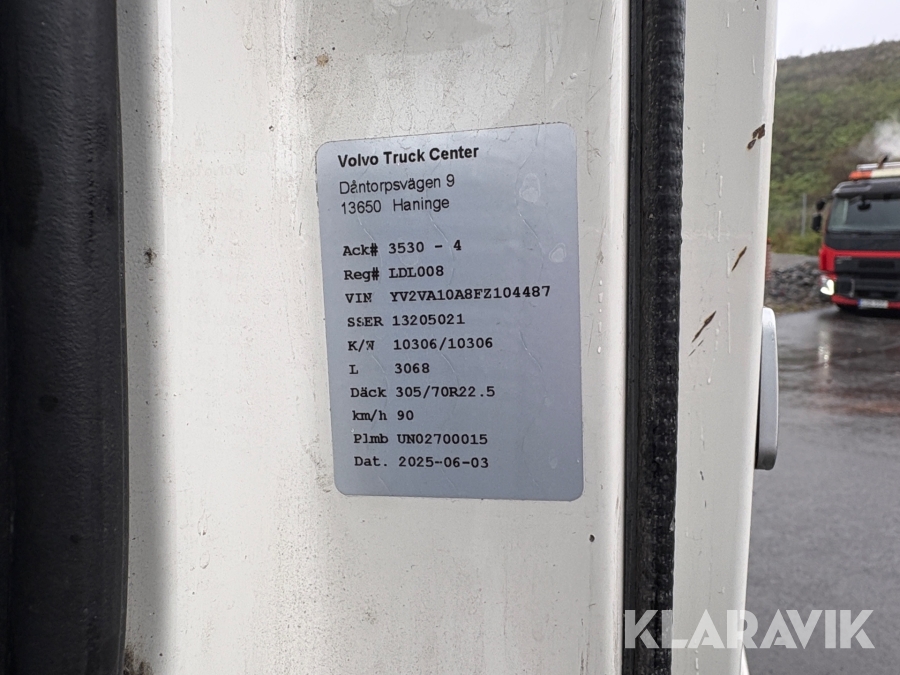 Volvo Truck Center
Dåntorpsvägen 9
13650 Haninge
Ack# 3530 - 4
Reg# LDL008
VIN YV2VA10A8FZ104487
SSER 13205021
K/W 10306/10306
L 3068
Däck 305/70R22.5
km/h 90
Plmb UN02700015
Dat. 2025-06-03
KLARAVIK